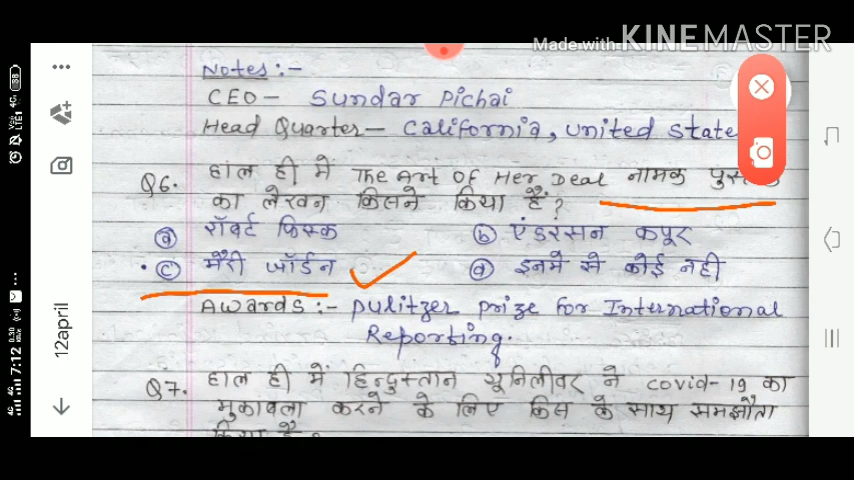 Made with KINEMASTER
Notes:-
CEO- Sundar Pichai
Head Quarter- California, United State
Q6. हाल ही में The Art Of Her Deal नामक
का लेखन किसने किया है?
(a) रॉबर्ट फिस्क (b) एंडरसन कपूर
(c) मैरी जॉर्डन (d) इनमे से कोई नही
Awards:- Pulitzer prize for International
Reporting.
Q7. हाल ही में हिन्दुस्तान यूनिलीवर ने covid-19 का
मुकाबला करने के लिए किस के साथ समझौता
12april
7:12